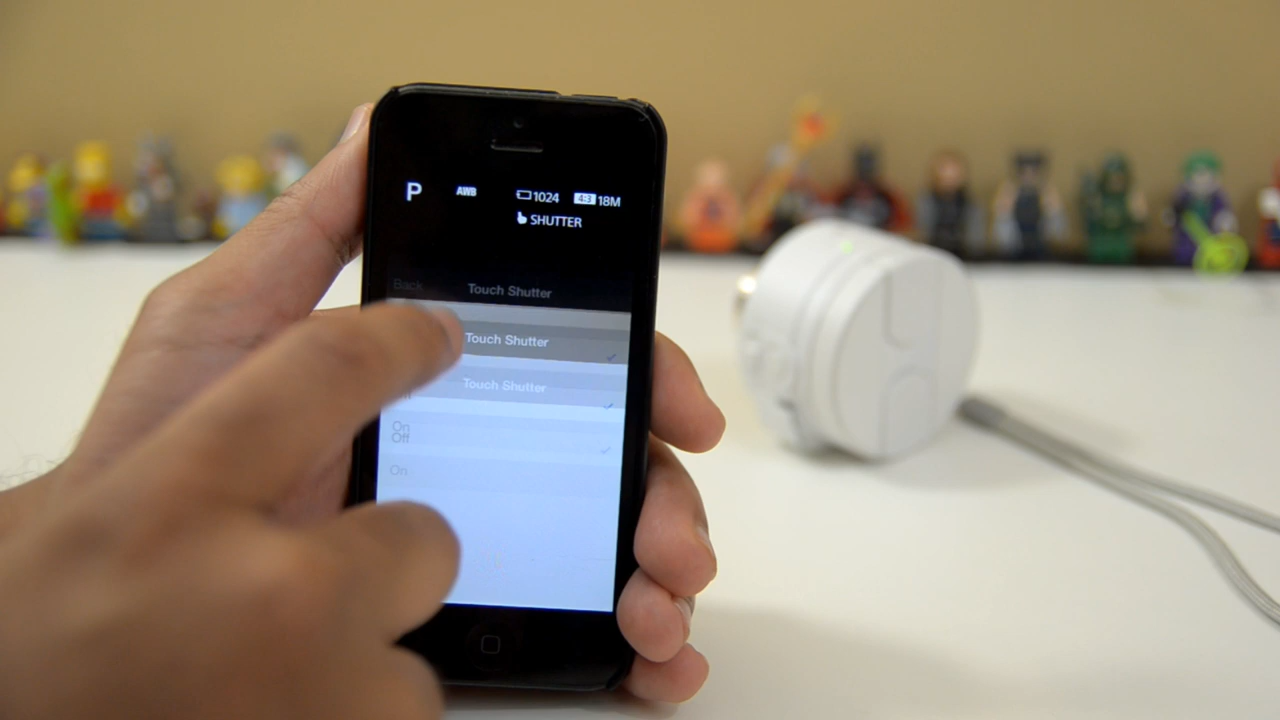 P AWB 1024 4:3 18M
SHUTTER
Back Touch Shutter
Touch Shutter
Touch Shutter
On
Off
On